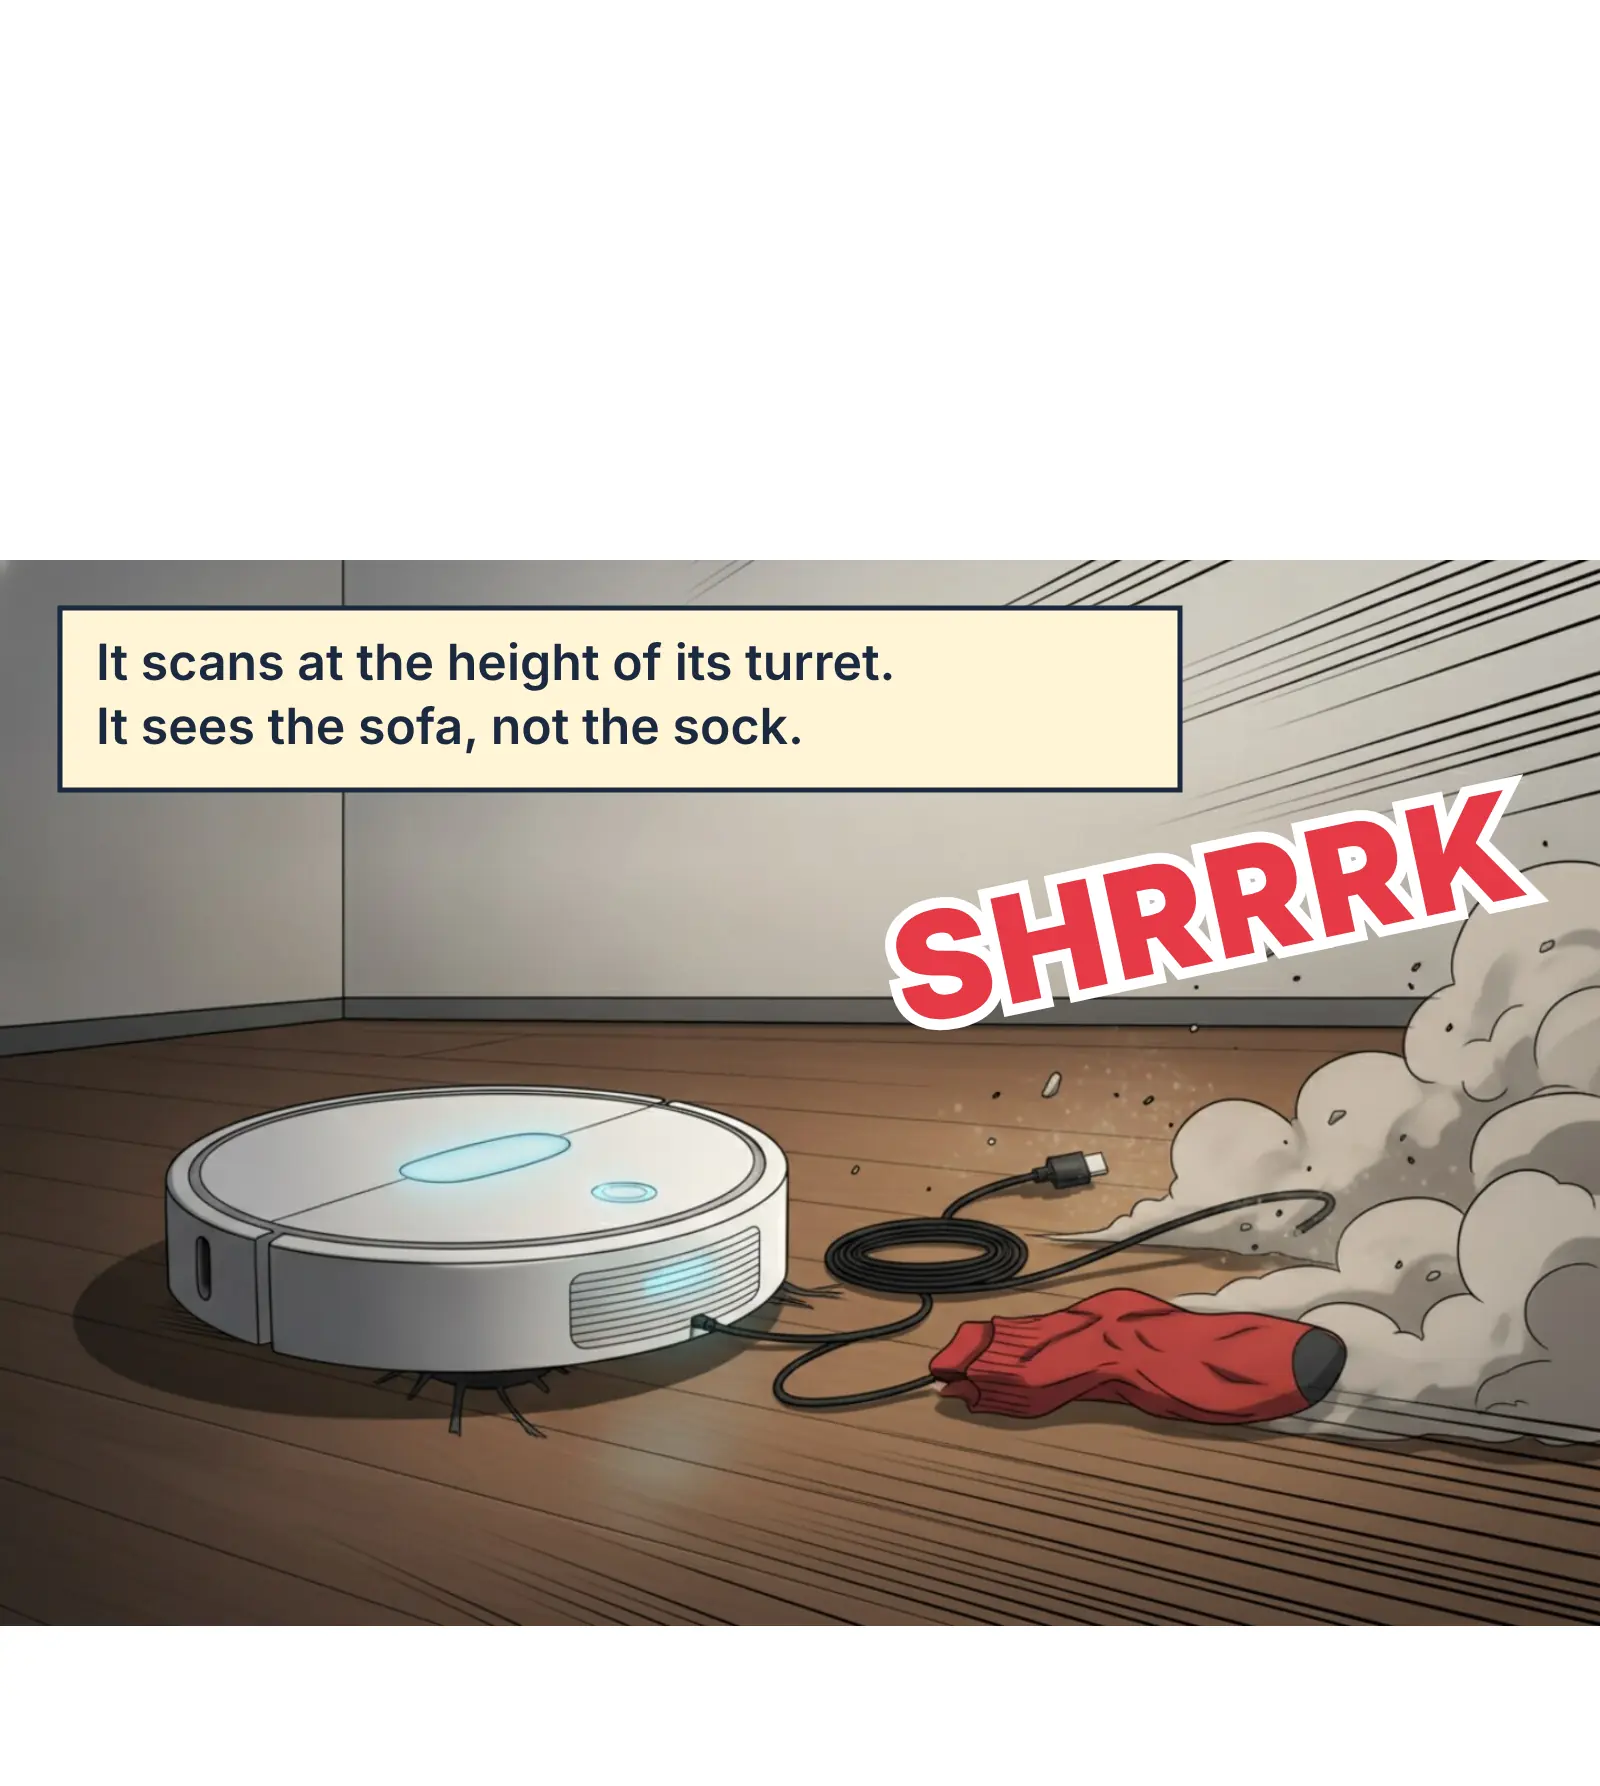 It scans at the height of its turret.
It sees the sofa, not the sock.
SHRRRK